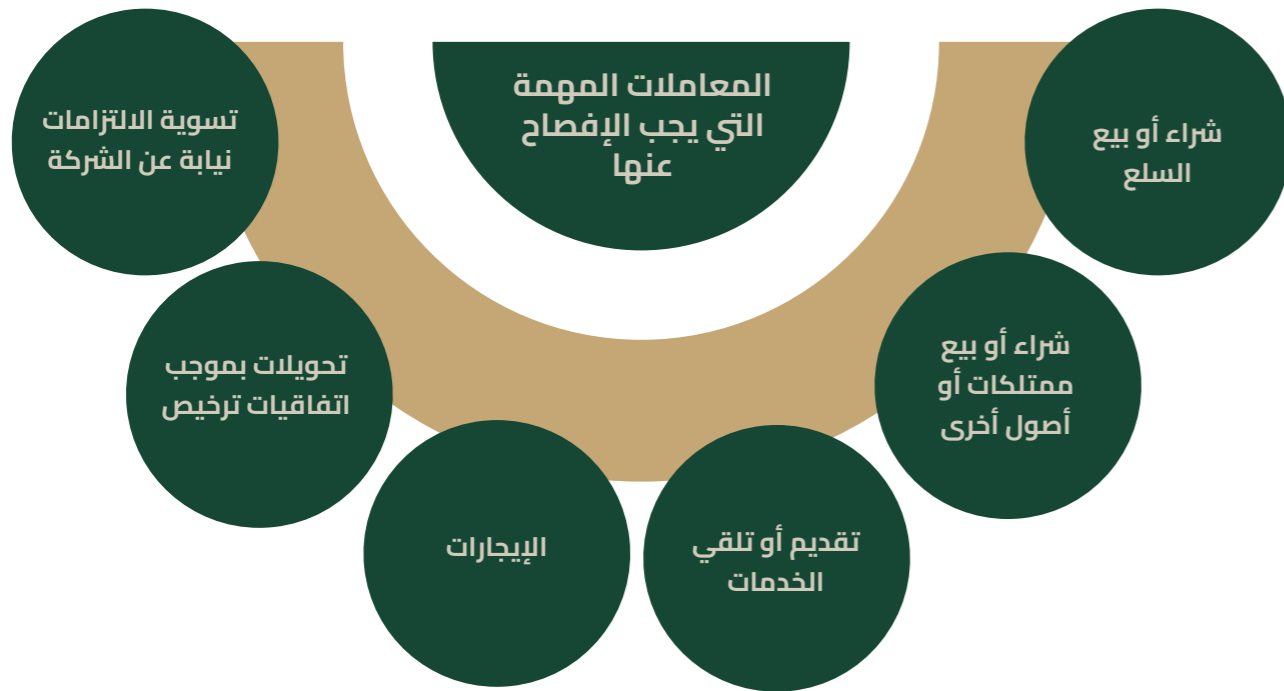 المعاملات المهمة
التي يجب الإفصاح
عنها
شراء أو بيع
السلع
شراء أو بيع
ممتلكات أو
أصول أخرى
تقديم أو تلقي
الخدمات
الإيجارات
تحويلات بموجب
اتفاقيات ترخيص
تسوية الالتزامات
نيابة عن الشركة